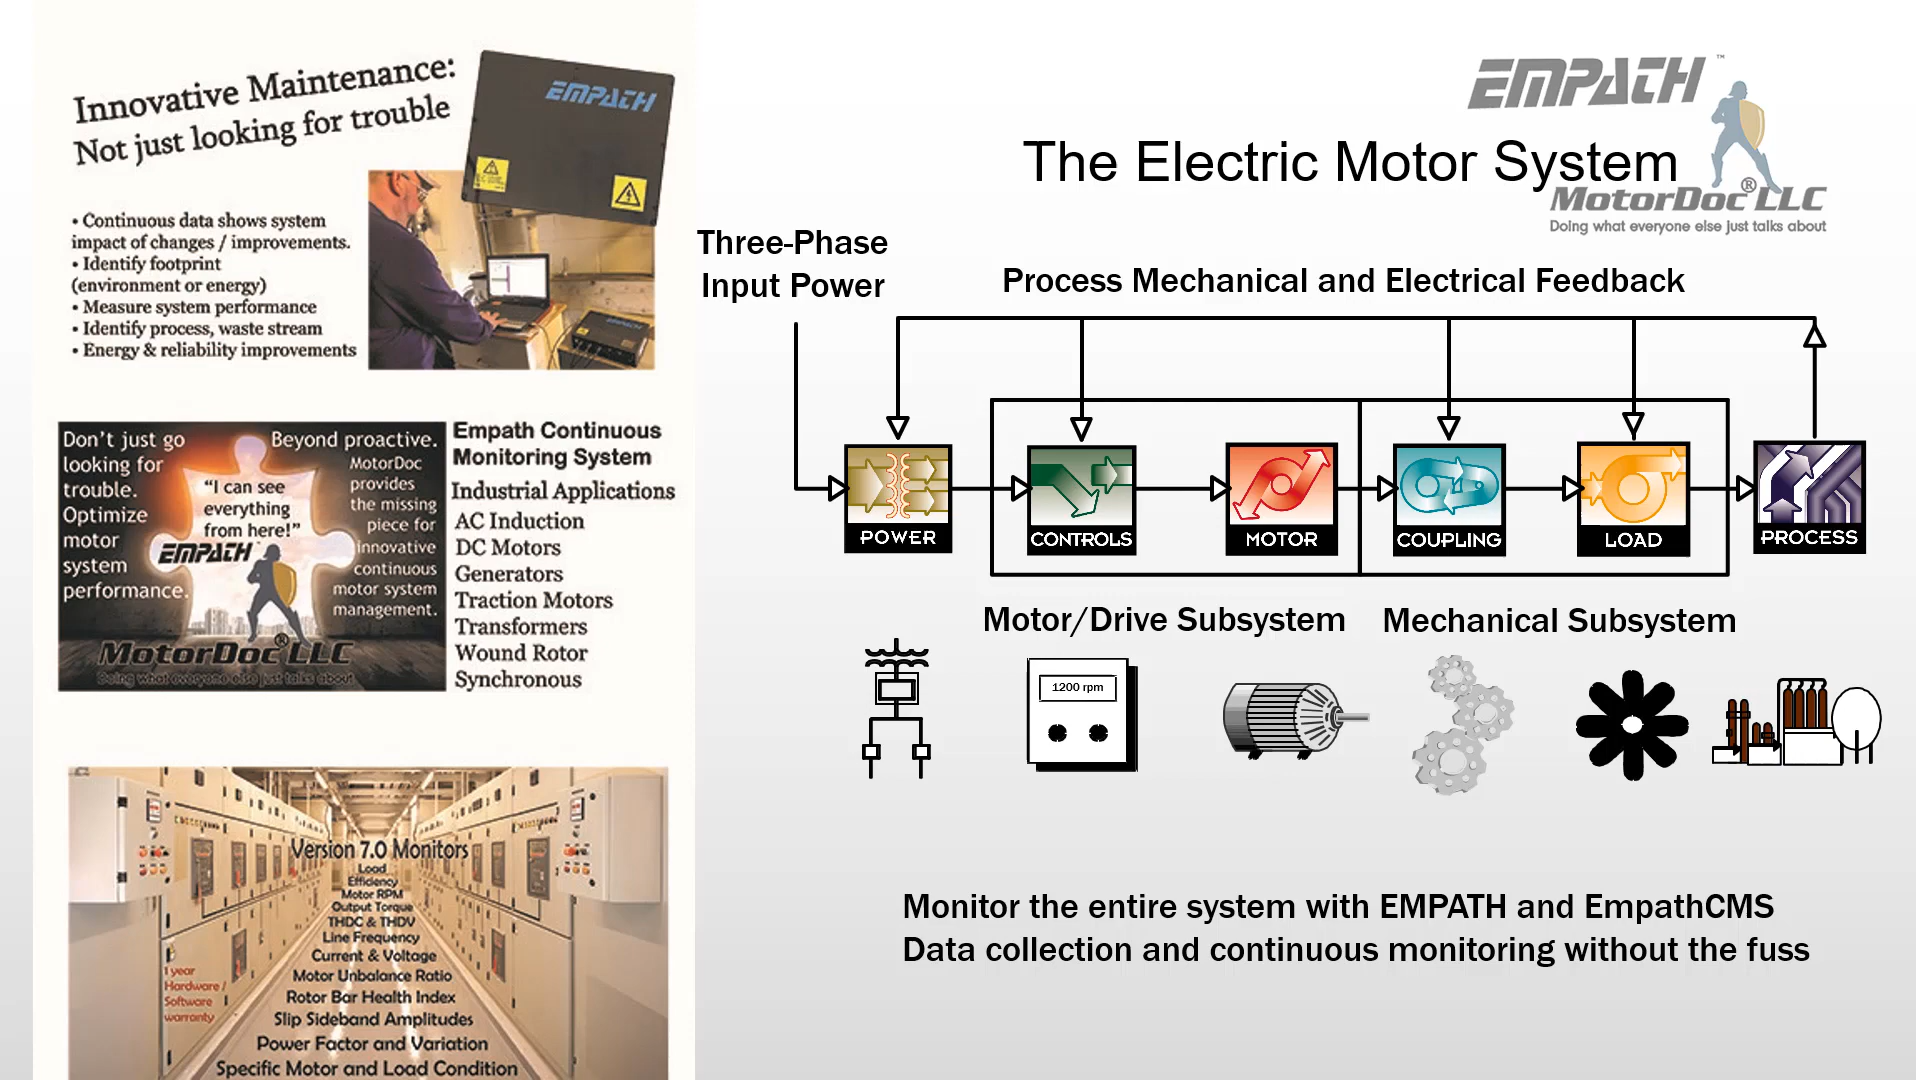 Innovative Maintenance:
Not just looking for trouble
EMPATH
• Continuous data shows system
impact of changes / improvements.
• Identify footprint
(environment or energy)
• Measure system performance
• Identify process, waste stream
• Energy & reliability improvements
EMPATH
Don't just go
looking for
trouble.
Optimize
motor
system
performance.
"I can see
everything
from here!"
EMPATH
Beyond proactive.
MotorDoc
provides
the missing
piece for
innovative
continuous
motor system
management.
MotorDoc® LLC
Doing what everyone else just talks about
Empath Continuous
Monitoring System
Industrial Applications
AC Induction
DC Motors
Generators
Traction Motors
Transformers
Wound Rotor
Synchronous
Version 7.0 Monitors
Load
Efficiency
Motor RPM
Output Torque
THDC & THDV
Line Frequency
Current & Voltage
Motor Unbalance Ratio
Rotor Bar Health Index
Slip Sideband Amplitudes
Power Factor and Variation
Specific Motor and Load Condition
1 year
Hardware /
Software
warranty
EMPATH™
The Electric Motor System
MotorDoc® LLC
Doing what everyone else just talks about
Three-Phase
Input Power
Process Mechanical and Electrical Feedback
POWER
CONTROLS
MOTOR
COUPLING
LOAD
PROCESS
Motor/Drive Subsystem
Mechanical Subsystem
1200 rpm
Monitor the entire system with EMPATH and EmpathCMS
Data collection and continuous monitoring without the fuss